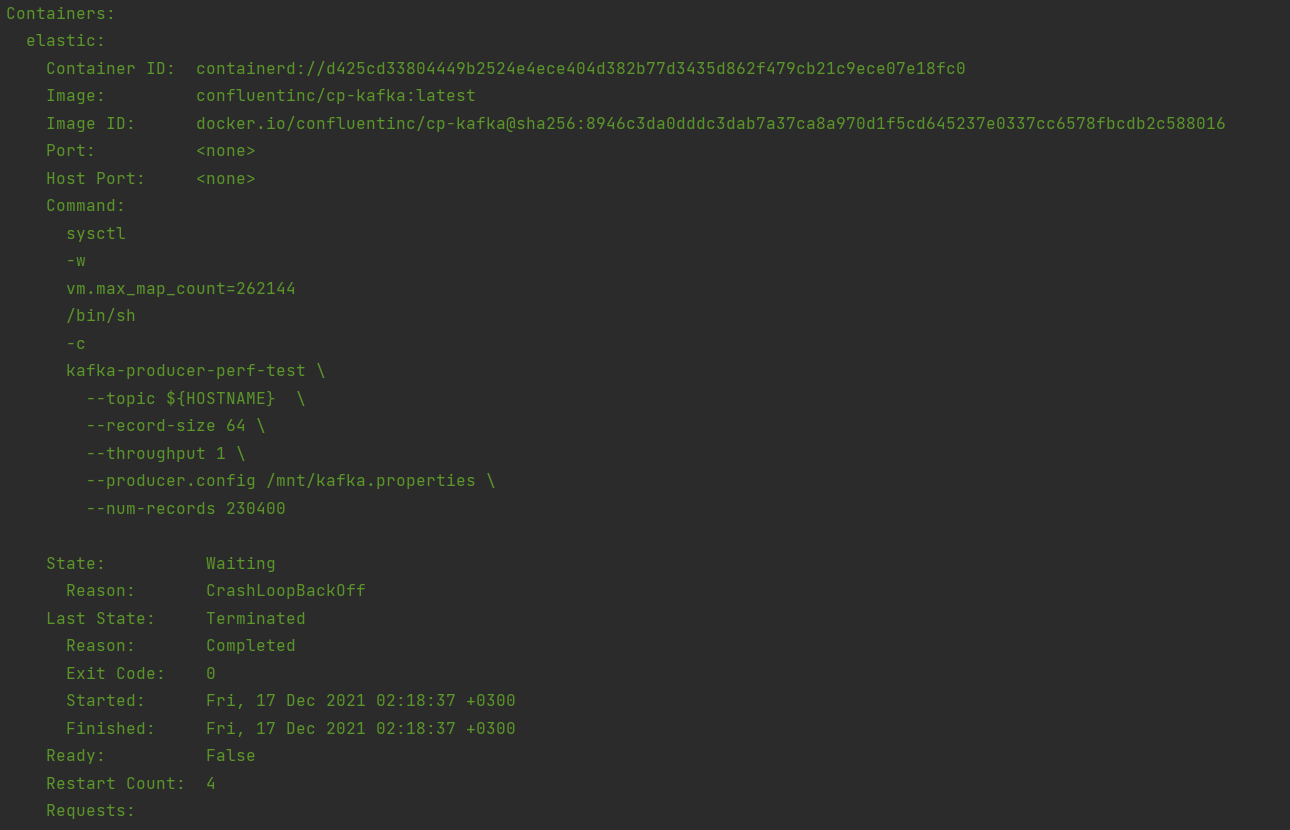 Containers:
  elastic:
    Container ID:  containerd://d425cd33804449b2524e4ece404d382b77d3435d862f479cb21c9ece07e18fc0
    Image:         confluentinc/cp-kafka:latest
    Image ID:      docker.io/confluentinc/cp-kafka@sha256:8946c3da0dddc3dab7a37ca8a970d1f5cd645237e0337cc6578fbcdb2c588016
    Port:          <none>
    Host Port:     <none>
    Command:
      sysctl
      -w
      vm.max_map_count=262144
      /bin/sh
      -c
      kafka-producer-perf-test \
        --topic ${HOSTNAME}  \
        --record-size 64 \
        --throughput 1 \
        --producer.config /mnt/kafka.properties \
        --num-records 230400
    State:          Waiting
      Reason:       CrashLoopBackOff
    Last State:     Terminated
      Reason:       Completed
      Exit Code:    0
      Started:      Fri, 17 Dec 2021 02:18:37 +0300
      Finished:     Fri, 17 Dec 2021 02:18:37 +0300
    Ready:          False
    Restart Count:  4
    Requests: